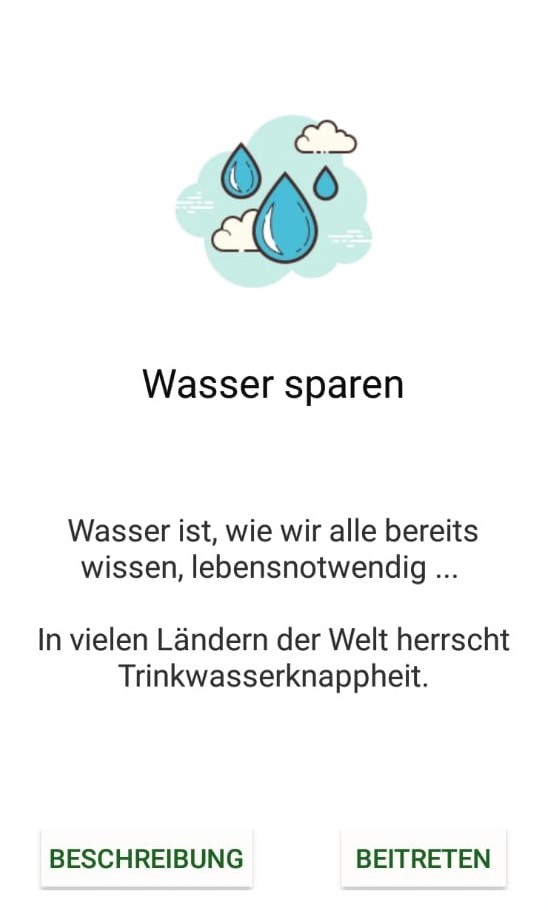 Wasser sparen
Wasser ist, wie wir alle bereits
wissen, lebensnotwendig ...
In vielen Ländern der Welt herrscht
Trinkwasserknappheit.
BESCHREIBUNG
BEITRETEN